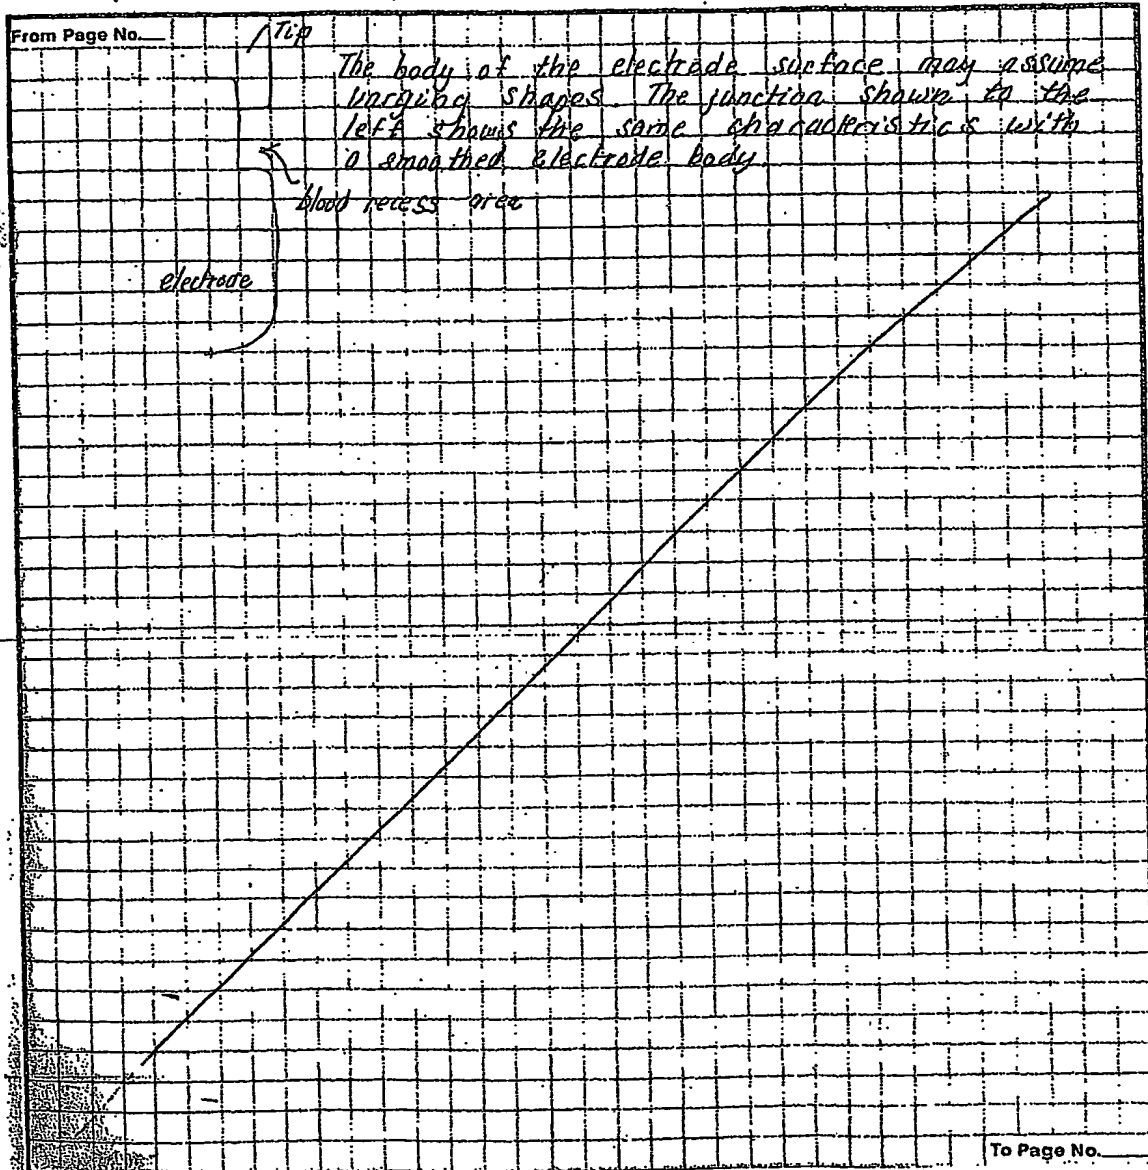 From Page No.
Tip
The body of the electrode surface may assume
varying shapes. The junction shown to the
left shows the same characteristics with
a smoothed electrode body.
blood recess area
electrode
To Page No.